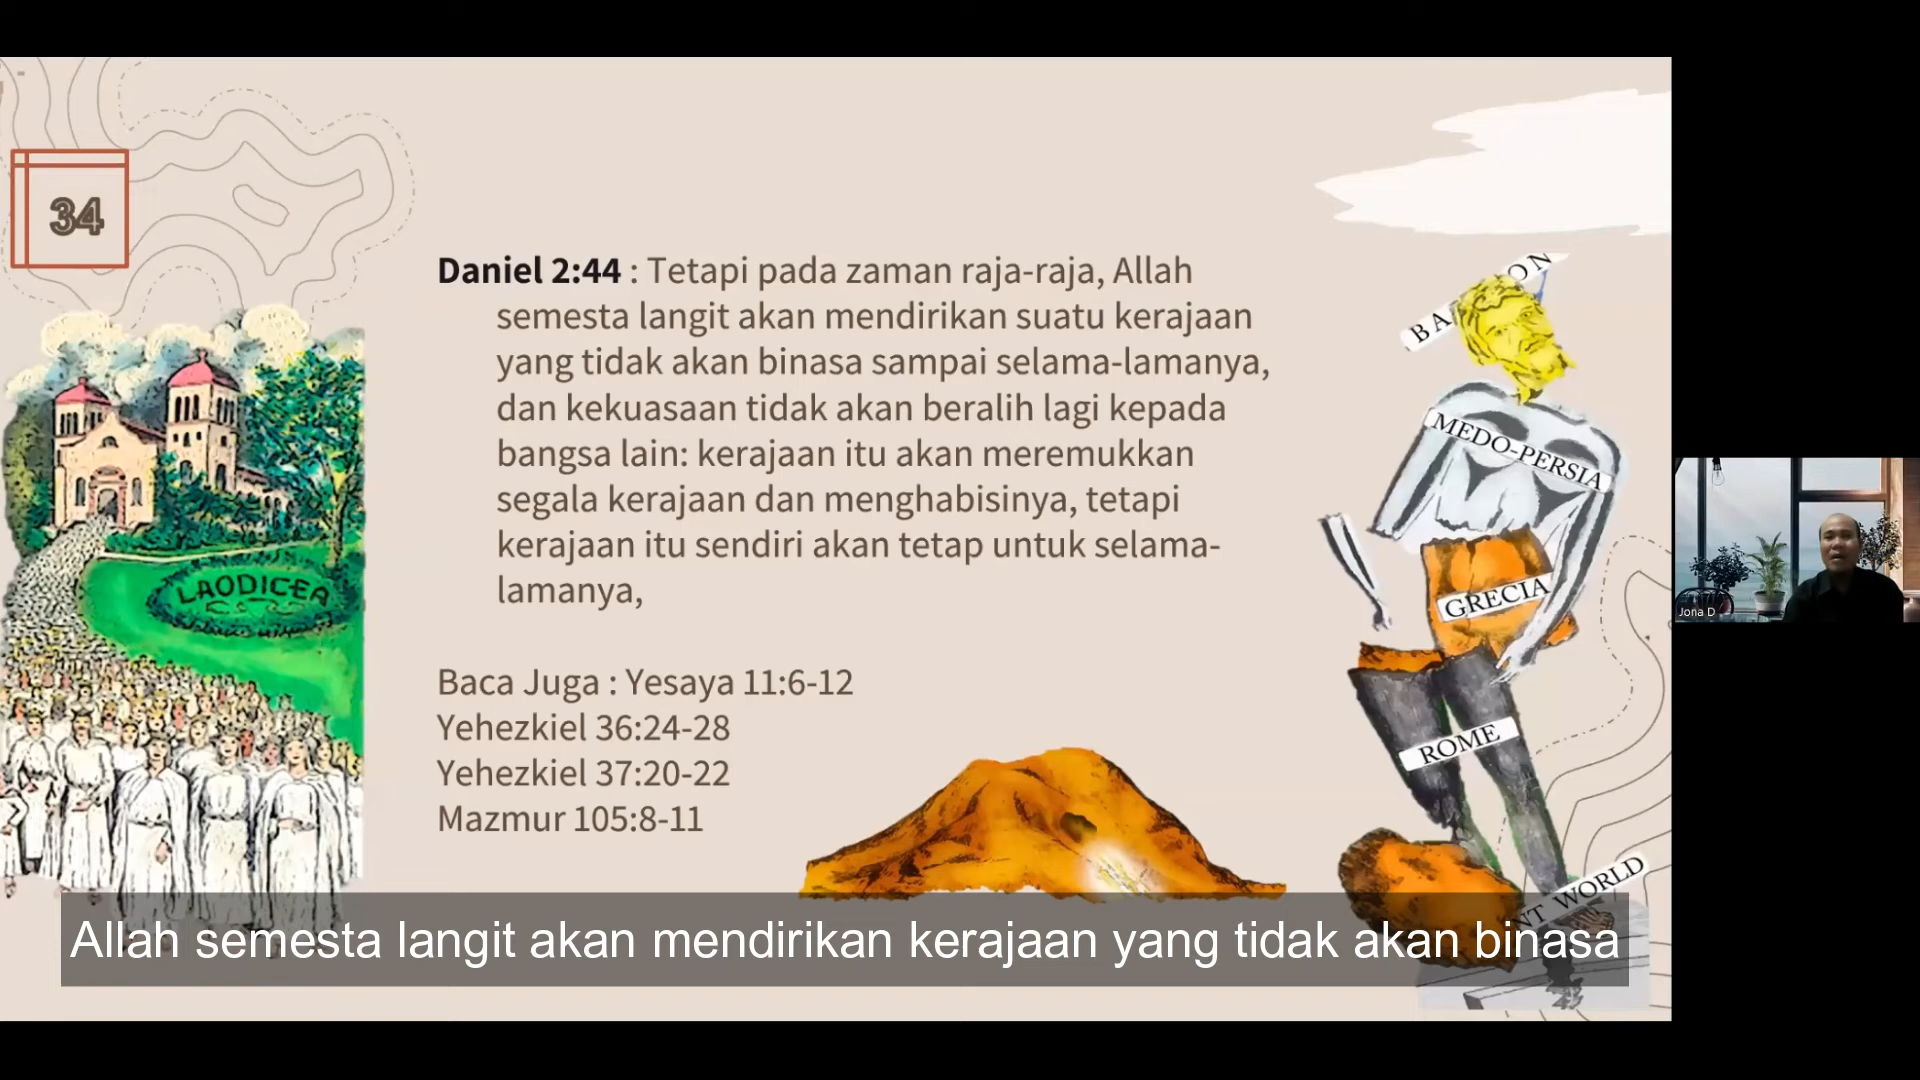 34
Daniel 2:44 : Tetapi pada zaman raja-raja, Allah
semesta langit akan mendirikan suatu kerajaan
yang tidak akan binasa sampai selama-lamanya,
dan kekuasaan tidak akan beralih lagi kepada
bangsa lain: kerajaan itu akan meremukkan
segala kerajaan dan menghabisinya, tetapi
kerajaan itu sendiri akan tetap untuk selama-
lamanya,
Baca Juga : Yesaya 11:6-12
Yehezkiel 36:24-28
Yehezkiel 37:20-22
Mazmur 105:8-11
LAODICEA
MEDO-PERSIA
GRECIA
ROME
WORLD
Jona D
Allah semesta langit akan mendirikan kerajaan yang tidak akan binasa